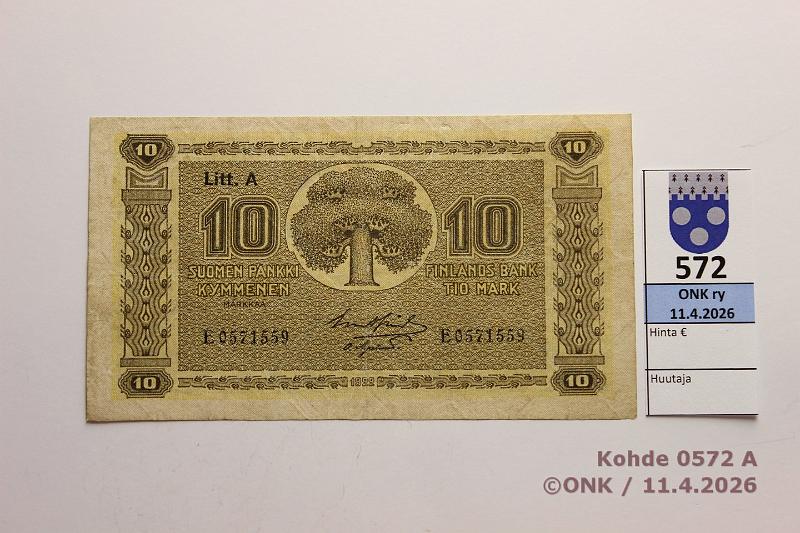 10 10
Litt. A
10 10
SUOMEN PANKKI FINLANDS BANK
KYMMENEN TIO MARK
MARKKAA
E 0571559 E 0571559
10 1922 10
572
ONK ry
11.4.2026
Hinta €
Huutaja
Kohde 0572 A
©ONK / 11.4.2026